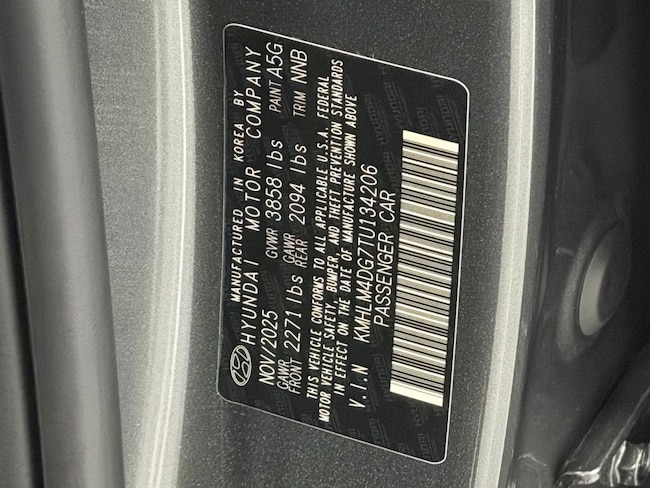 MANUFACTURED IN KOREA BY
HYUNDAI MOTOR COMPANY
NOV/2025 GVWR 3858 lbs PAINT A5G
GAWR FRONT 2271 lbs GAWR REAR 2094 lbs TRIM NNB
THIS VEHICLE CONFORMS TO ALL APPLICABLE U.S.A. FEDERAL
MOTOR VEHICLE SAFETY, BUMPER, AND THEFT PREVENTION STANDARDS
IN EFFECT ON THE DATE OF MANUFACTURE SHOWN ABOVE
V.I.N KMHLM4DG7TU134206
PASSENGER CAR